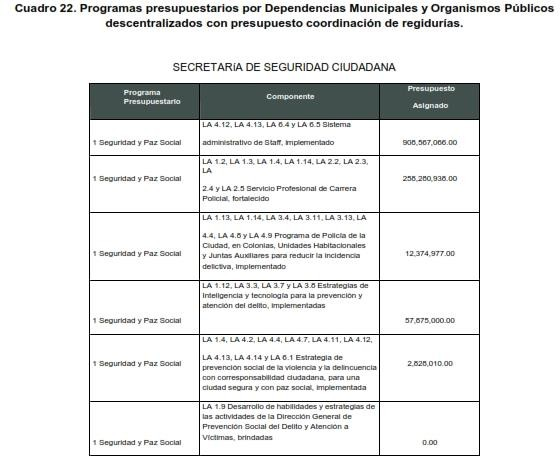 Cuadro 22. Programas presupuestarios por Dependencias Municipales y Organismos Públicos
descentralizados con presupuesto coordinación de regidurías.
SECRETARíA DE SEGURIDAD CIUDADANA
Programa
Presupuestario
Componente
Presupuesto
Asignado
1 Seguridad y Paz Social
LA 4.12, LA 4.13, LA 6.4 y LA 6.5 Sistema
administrativo de Staff, implementado
908,567,066.00
1 Seguridad y Paz Social
LA 1.2, LA 1.3, LA 1.4, LA 1.14, LA 2.2, LA 2.3,
LA
2.4 y LA 2.5 Servicio Profesional de Carrera
Policial, fortalecido
258,280,938.00
1 Seguridad y Paz Social
LA 1.13, LA 1.14, LA 3.4, LA 3.11, LA 3.13, LA
4.4, LA 4.8 y LA 4.9 Programa de Policía de la
Ciudad, en Colonias, Unidades Habitacionales
y Juntas Auxiliares para reducir la incidencia
delictiva, implementado
12,374,977.00
1 Seguridad y Paz Social
LA 1.12, LA 3.3, LA 3.7 y LA 3.8 Estrategias de
Inteligencia y tecnología para la prevención y
atención del delito, implementadas
57,875,000.00
1 Seguridad y Paz Social
LA 1.4, LA 4.2, LA 4.4, LA 4.7, LA 4.11, LA 4.12,
LA 4.13, LA 4.14 y LA 6.1 Estrategia de
prevención social de la violencia y la delincuencia
con corresponsabilidad ciudadana, para una
ciudad segura y con paz social, implementada
2,828,010.00
1 Seguridad y Paz Social
LA 1.9 Desarrollo de habilidades y estrategias de
las actividades de la Dirección General de
Prevención Social del Delito y Atención a
Víctimas, brindadas
0.00